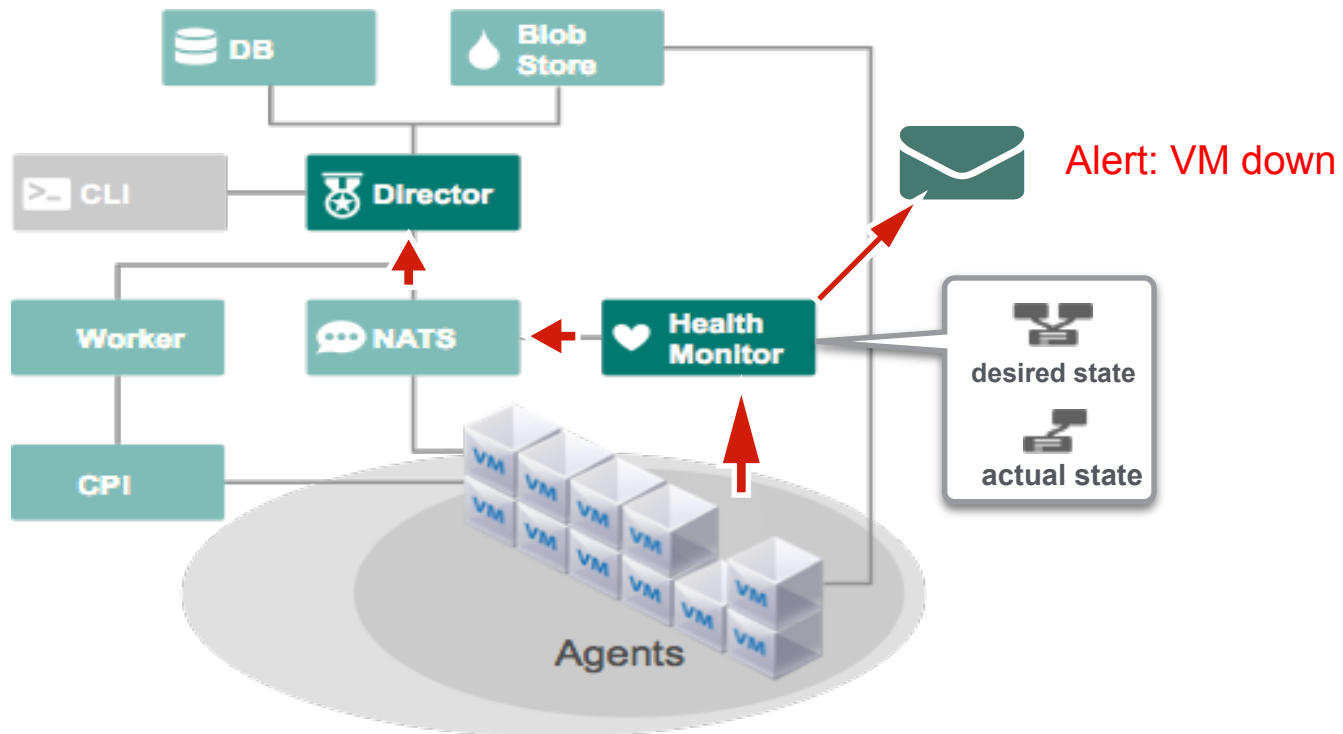 DB
Blob
Store
Alert: VM down
>_ CLI
Director
Worker
NATS
Health
Monitor
desired state
actual state
CPI
VM
VM
VM
VM
VM
VM
VM
VM
VM
VM
VM
Agents